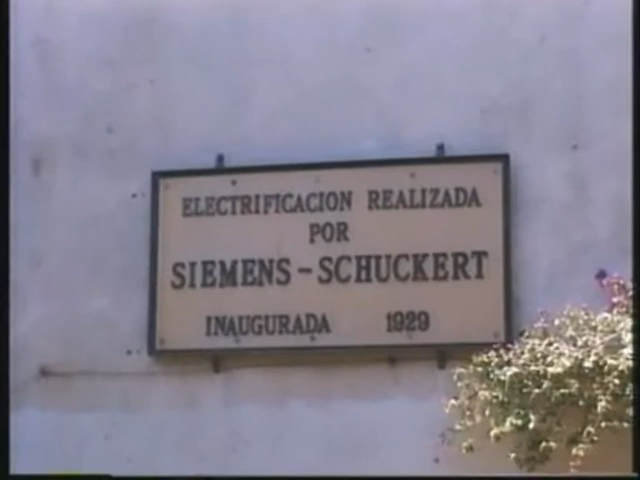 ELECTRIFICACION REALIZADA
POR
SIEMENS-SCHUCKERT
INAUGURADA 1929